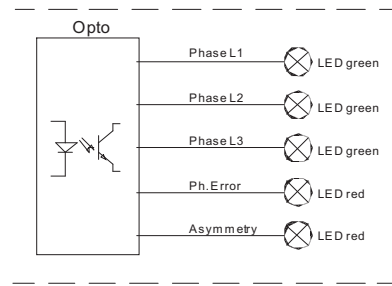 Opto
Phase L1 LED green
Phase L2 LED green
Phase L3 LED green
Ph. Error LED red
Asymmetry LED red